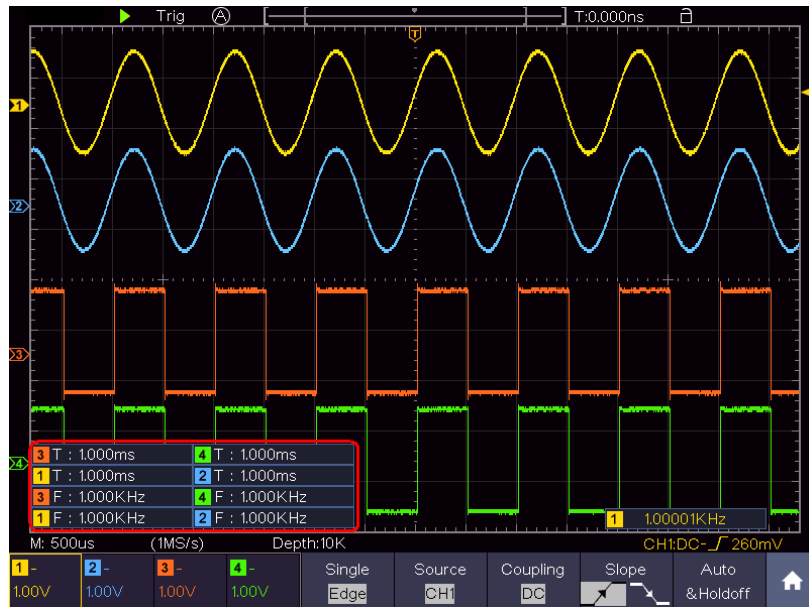 Trig A T:0.000ns
T
1
2
3
4
3 T : 1.000ms 4 T : 1.000ms
1 T : 1.000ms 2 T : 1.000ms
3 F : 1.000KHz 4 F : 1.000KHz
1 F : 1.000KHz 2 F : 1.000KHz
1 1.00001KHz
M: 500us (1MS/s) Depth:10K CH1:DC- 260mV
1 - 2 - 3 - 4 - Single Source Coupling Slope Auto
1.00V 1.00V 1.00V 1.00V Edge CH1 DC &Holdoff